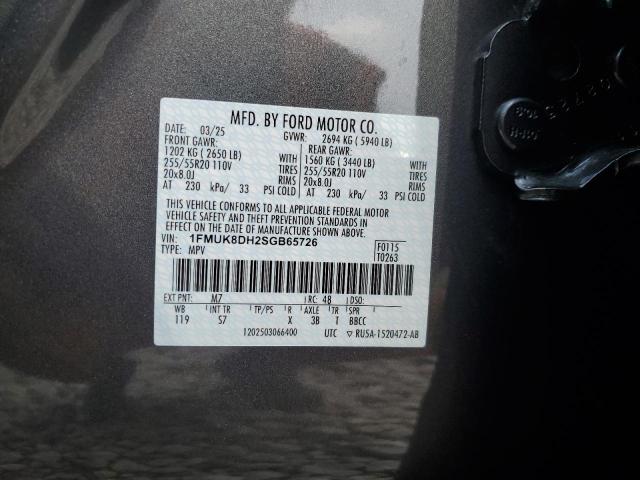 MFD. BY FORD MOTOR CO.
DATE: 03/25 GVWR: 2694 KG ( 5940 LB)
FRONT GAWR: REAR GAWR:
1202 KG ( 2650 LB) 1560 KG ( 3440 LB)
255/55R20 110V TIRES 255/55R20 110V TIRES
20x8.0J RIMS 20x8.0J RIMS
AT 230 kPa/ 33 PSI COLD AT 230 kPa/ 33 PSI COLD
THIS VEHICLE CONFORMS TO ALL APPLICABLE FEDERAL MOTOR
VEHICLE SAFETY AND THEFT PREVENTION STANDARDS IN
EFFECT ON THE DATE OF MANUFACTURE SHOWN ABOVE.
VIN: 1FMUK8DH2SGB65726 F0115
TYPE: MPV T0263
EXT PNT: M7 RC: 48 DSO:
WB INT TR TP/PS R AXLE TR SPR
119 S7 X 3B T BBCC
1202503066400 UTC RU5A-1520472-AB